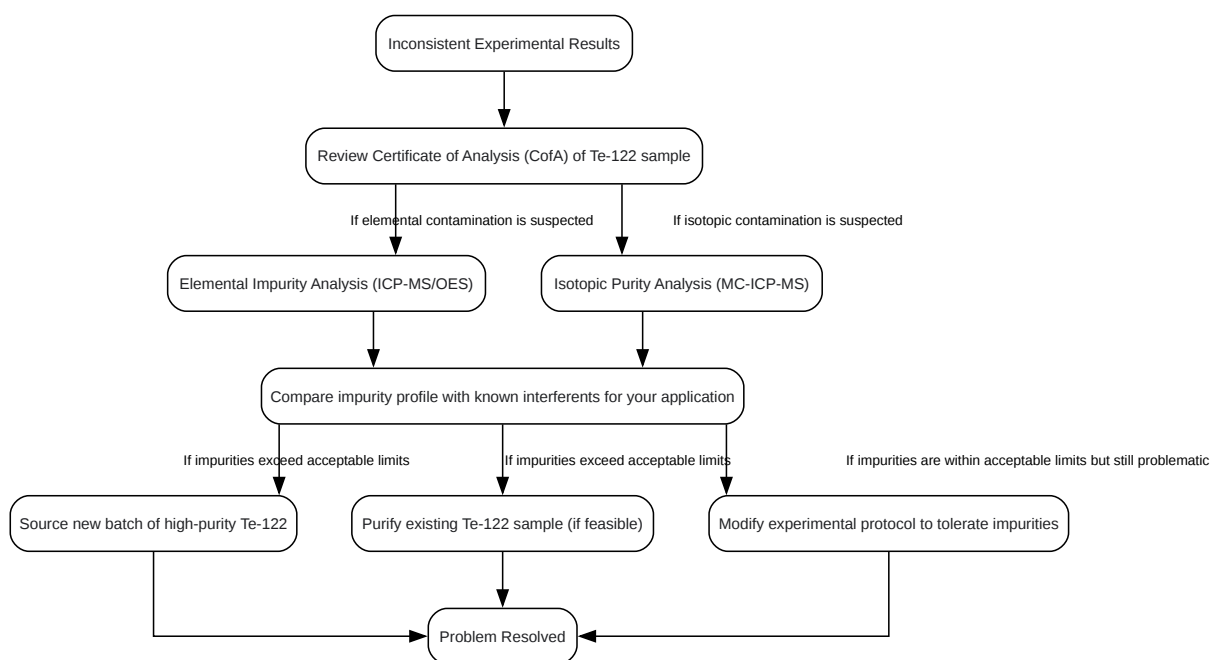 Inconsistent Experimental Results
Review Certificate of Analysis (CofA) of Te-122 sample
If elemental contamination is suspected
If isotopic contamination is suspected
Elemental Impurity Analysis (ICP-MS/OES)
Isotopic Purity Analysis (MC-ICP-MS)
Compare impurity profile with known interferents for your application
If impurities exceed acceptable limits
If impurities exceed acceptable limits
If impurities are within acceptable limits but still problematic
Source new batch of high-purity Te-122
Purify existing Te-122 sample (if feasible)
Modify experimental protocol to tolerate impurities
Problem Resolved